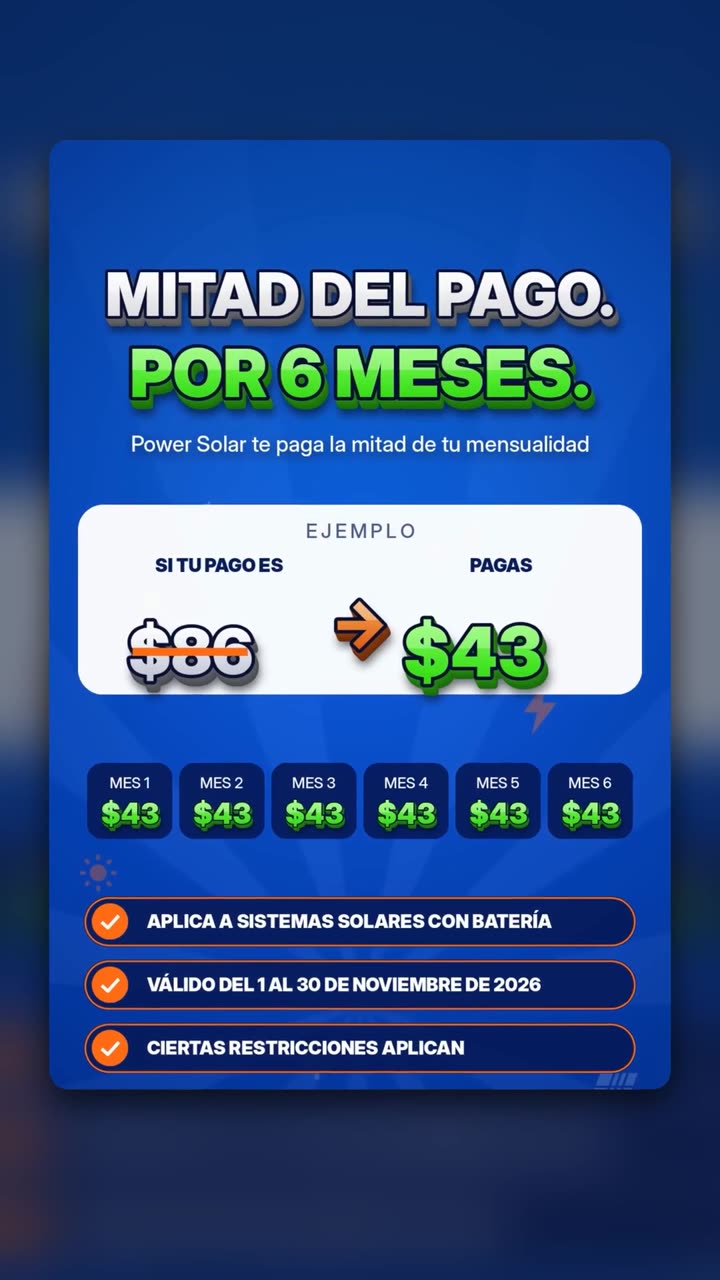 MITAD DEL PAGO.
POR 6 MESES.
Power Solar te paga la mitad de tu mensualidad
EJEMPLO
SI TU PAGO ES
PAGAS
$86
$43
MES 1
MES 2
MES 3
MES 4
MES 5
MES 6
$43
$43
$43
$43
$43
$43
APLICA A SISTEMAS SOLARES CON BATERÍA
VÁLIDO DEL 1 AL 30 DE NOVIEMBRE DE 2026
CIERTAS RESTRICCIONES APLICAN